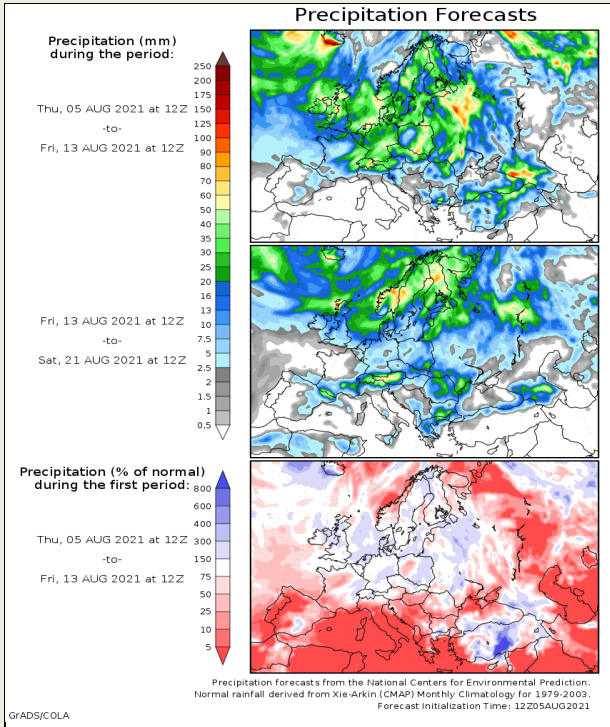 Precipitation Forecasts
Precipitation (mm)
during the period:
Thu, 05 AUG 2021 at 12Z
-to-
Fri, 13 AUG 2021 at 12Z
250
200
175
150
125
100
90
80
70
60
50
40
35
30
25
20
16
13
10
7.5
5
2.5
2
1.5
1
0.5
Fri, 13 AUG 2021 at 12Z
-to-
Sat, 21 AUG 2021 at 12Z
Precipitation (% of normal)
during the first period:
Thu, 05 AUG 2021 at 12Z
-to-
Fri, 13 AUG 2021 at 12Z
800
600
400
300
150
75
50
25
10
5
Precipitation forecasts from the National Centers for Environmental Prediction.
Normal rainfall derived from Xie-Arkin (CMAP) Monthly Climatology for 1979-2003.
Forecast Initialization Time: 12Z05AUG2021
GrADS/COLA